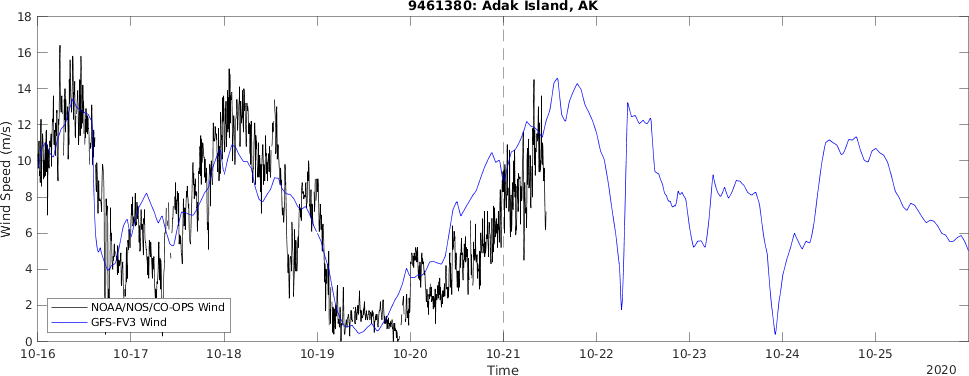 9461380: Adak Island, AK
18
16
14
12
10
8
6
4
2
0
Wind Speed (m/s)
NOAA/NOS/CO-OPS Wind
GFS-FV3 Wind
10-16 10-17 10-18 10-19 10-20 10-21 10-22 10-23 10-24 10-25
Time
2020